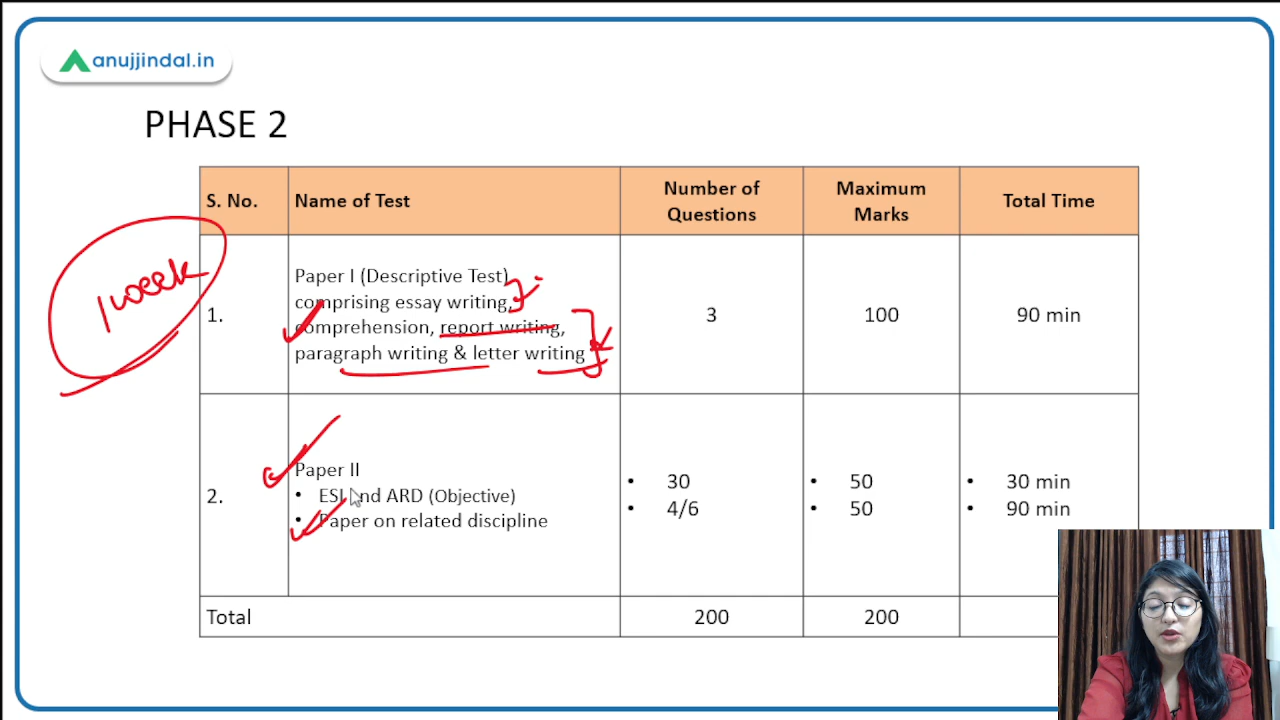 anujjindal.in
PHASE 2
S. No.
Name of Test
Number of
Questions
Maximum
Marks
Total Time
1week
1.
Paper I (Descriptive Test)
comprising essay writing,
comprehension, report writing,
paragraph writing & letter writing
3
100
90 min
2.
Paper II
• ESI and ARD (Objective)
• Paper on related discipline
• 30
• 4/6
• 50
• 50
• 30 min
• 90 min
Total
200
200